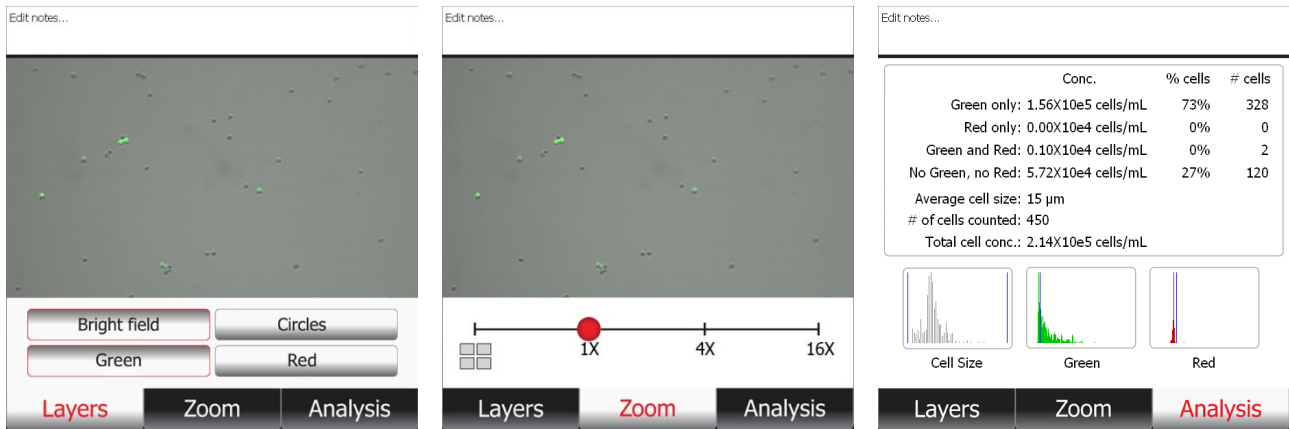 Edit notes...
Bright field
Circles
Green
Red
Layers
Zoom
Analysis
Edit notes...
1X
4X
16X
Layers
Zoom
Analysis
Edit notes...
Conc. % cells # cells
Green only: 1.56X10e5 cells/mL 73% 328
Red only: 0.00X10e4 cells/mL 0% 0
Green and Red: 0.10X10e4 cells/mL 0% 2
No Green, no Red: 5.72X10e4 cells/mL 27% 120
Average cell size: 15 µm
# of cells counted: 450
Total cell conc.: 2.14X10e5 cells/mL
Cell Size
Green
Red
Layers
Zoom
Analysis